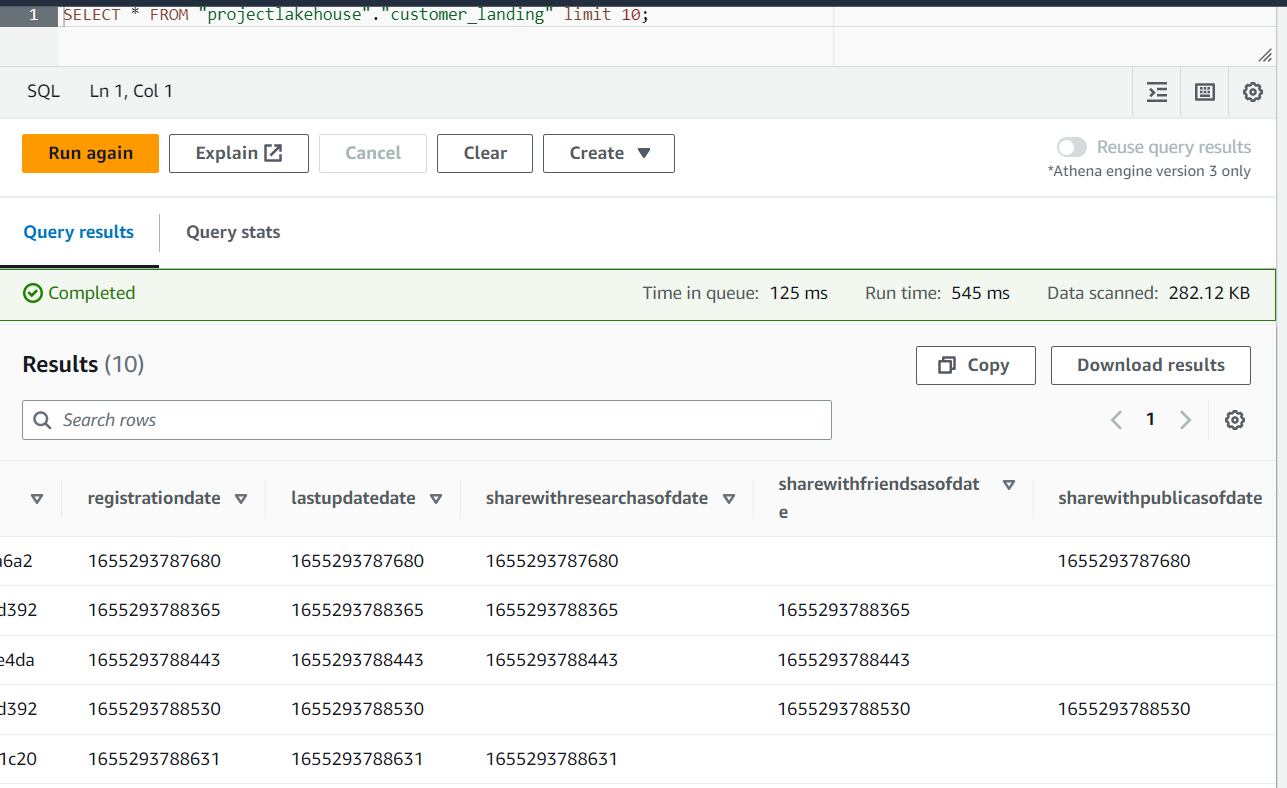 1 SELECT * FROM "projectlakehouse"."customer_landing" limit 10;
SQL Ln 1, Col 1
Run again Explain Cancel Clear Create Reuse query results
*Athena engine version 3 only
Query results Query stats
Completed Time in queue: 125 ms Run time: 545 ms Data scanned: 282.12 KB
Results (10) Copy Download results
Search rows 1
registrationdate lastupdatedate sharewithresearchasofdate sharewithfriendsasofdat
e sharewithpublicasofdate
a6a2 1655293787680 1655293787680 1655293787680 1655293787680
d392 1655293788365 1655293788365 1655293788365 1655293788365
e4da 1655293788443 1655293788443 1655293788443 1655293788443
d392 1655293788530 1655293788530 1655293788530 1655293788530
1c20 1655293788631 1655293788631 1655293788631